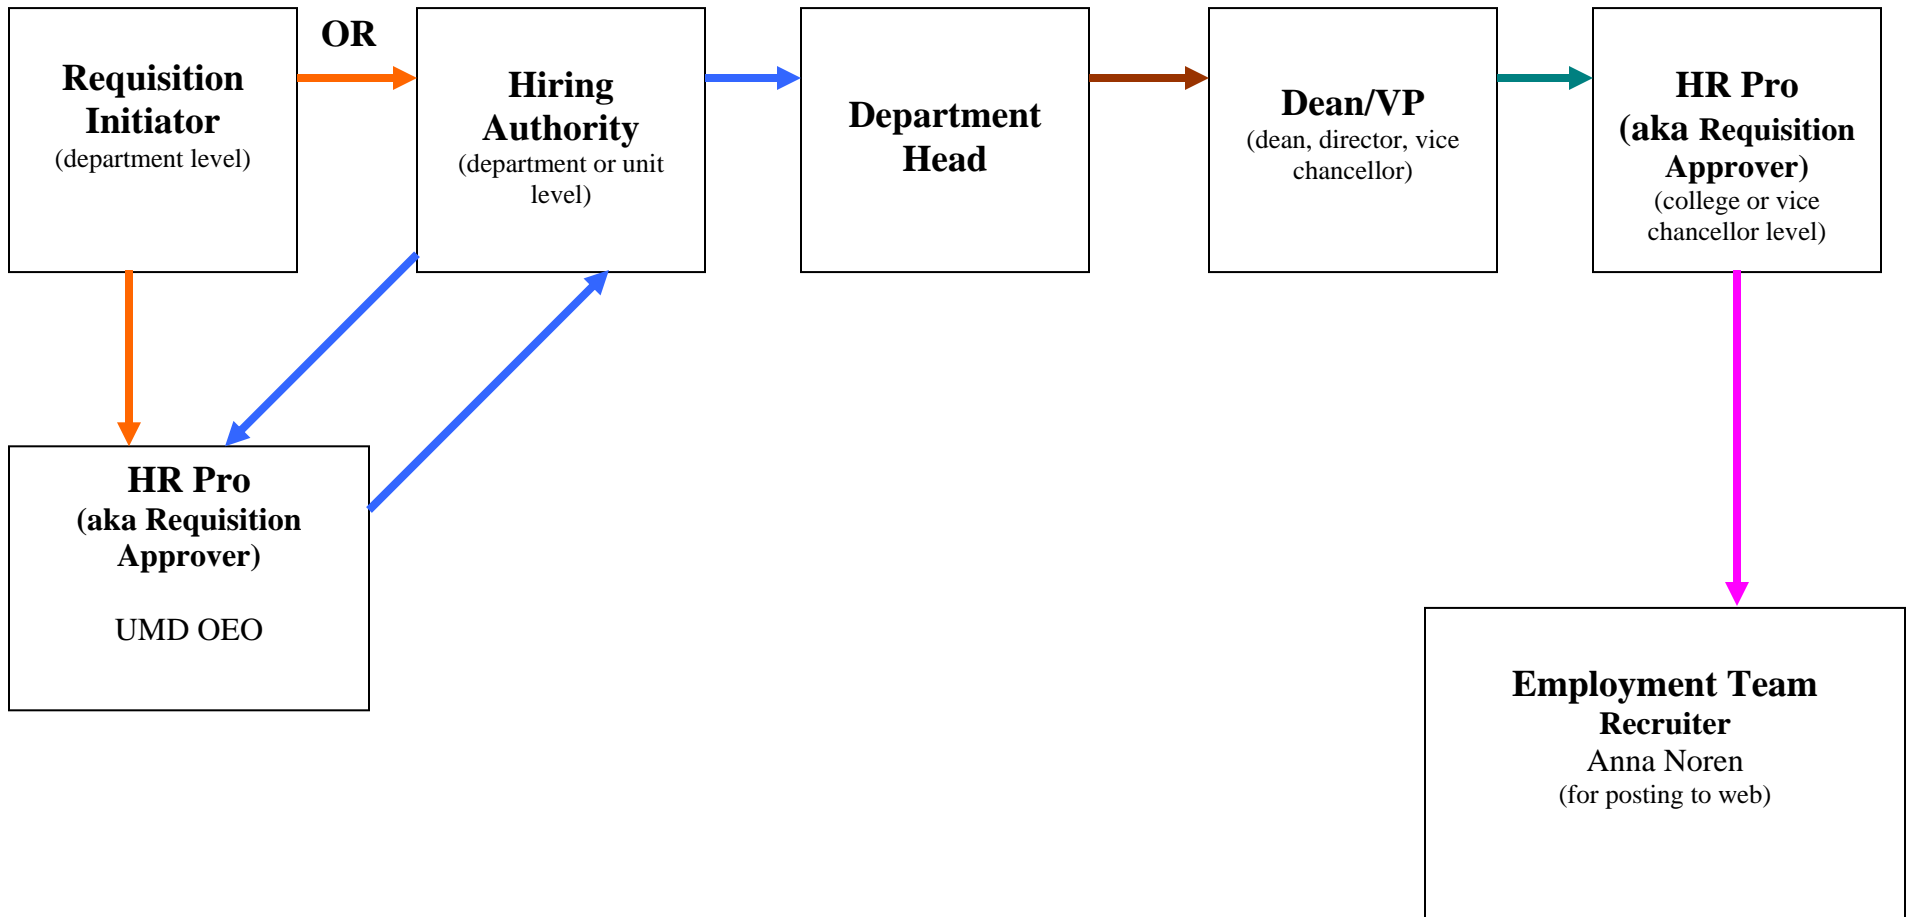 Requisition
Initiator
(department level)
OR
Hiring
Authority
(department or unit
level)
Department
Head
Dean/VP
(dean, director, vice
chancellor)
HR Pro
(aka Requisition
Approver)
(college or vice
chancellor level)
HR Pro
(aka Requisition
Approver)
UMD OEO
Employment Team
Recruiter
Anna Noren
(for posting to web)